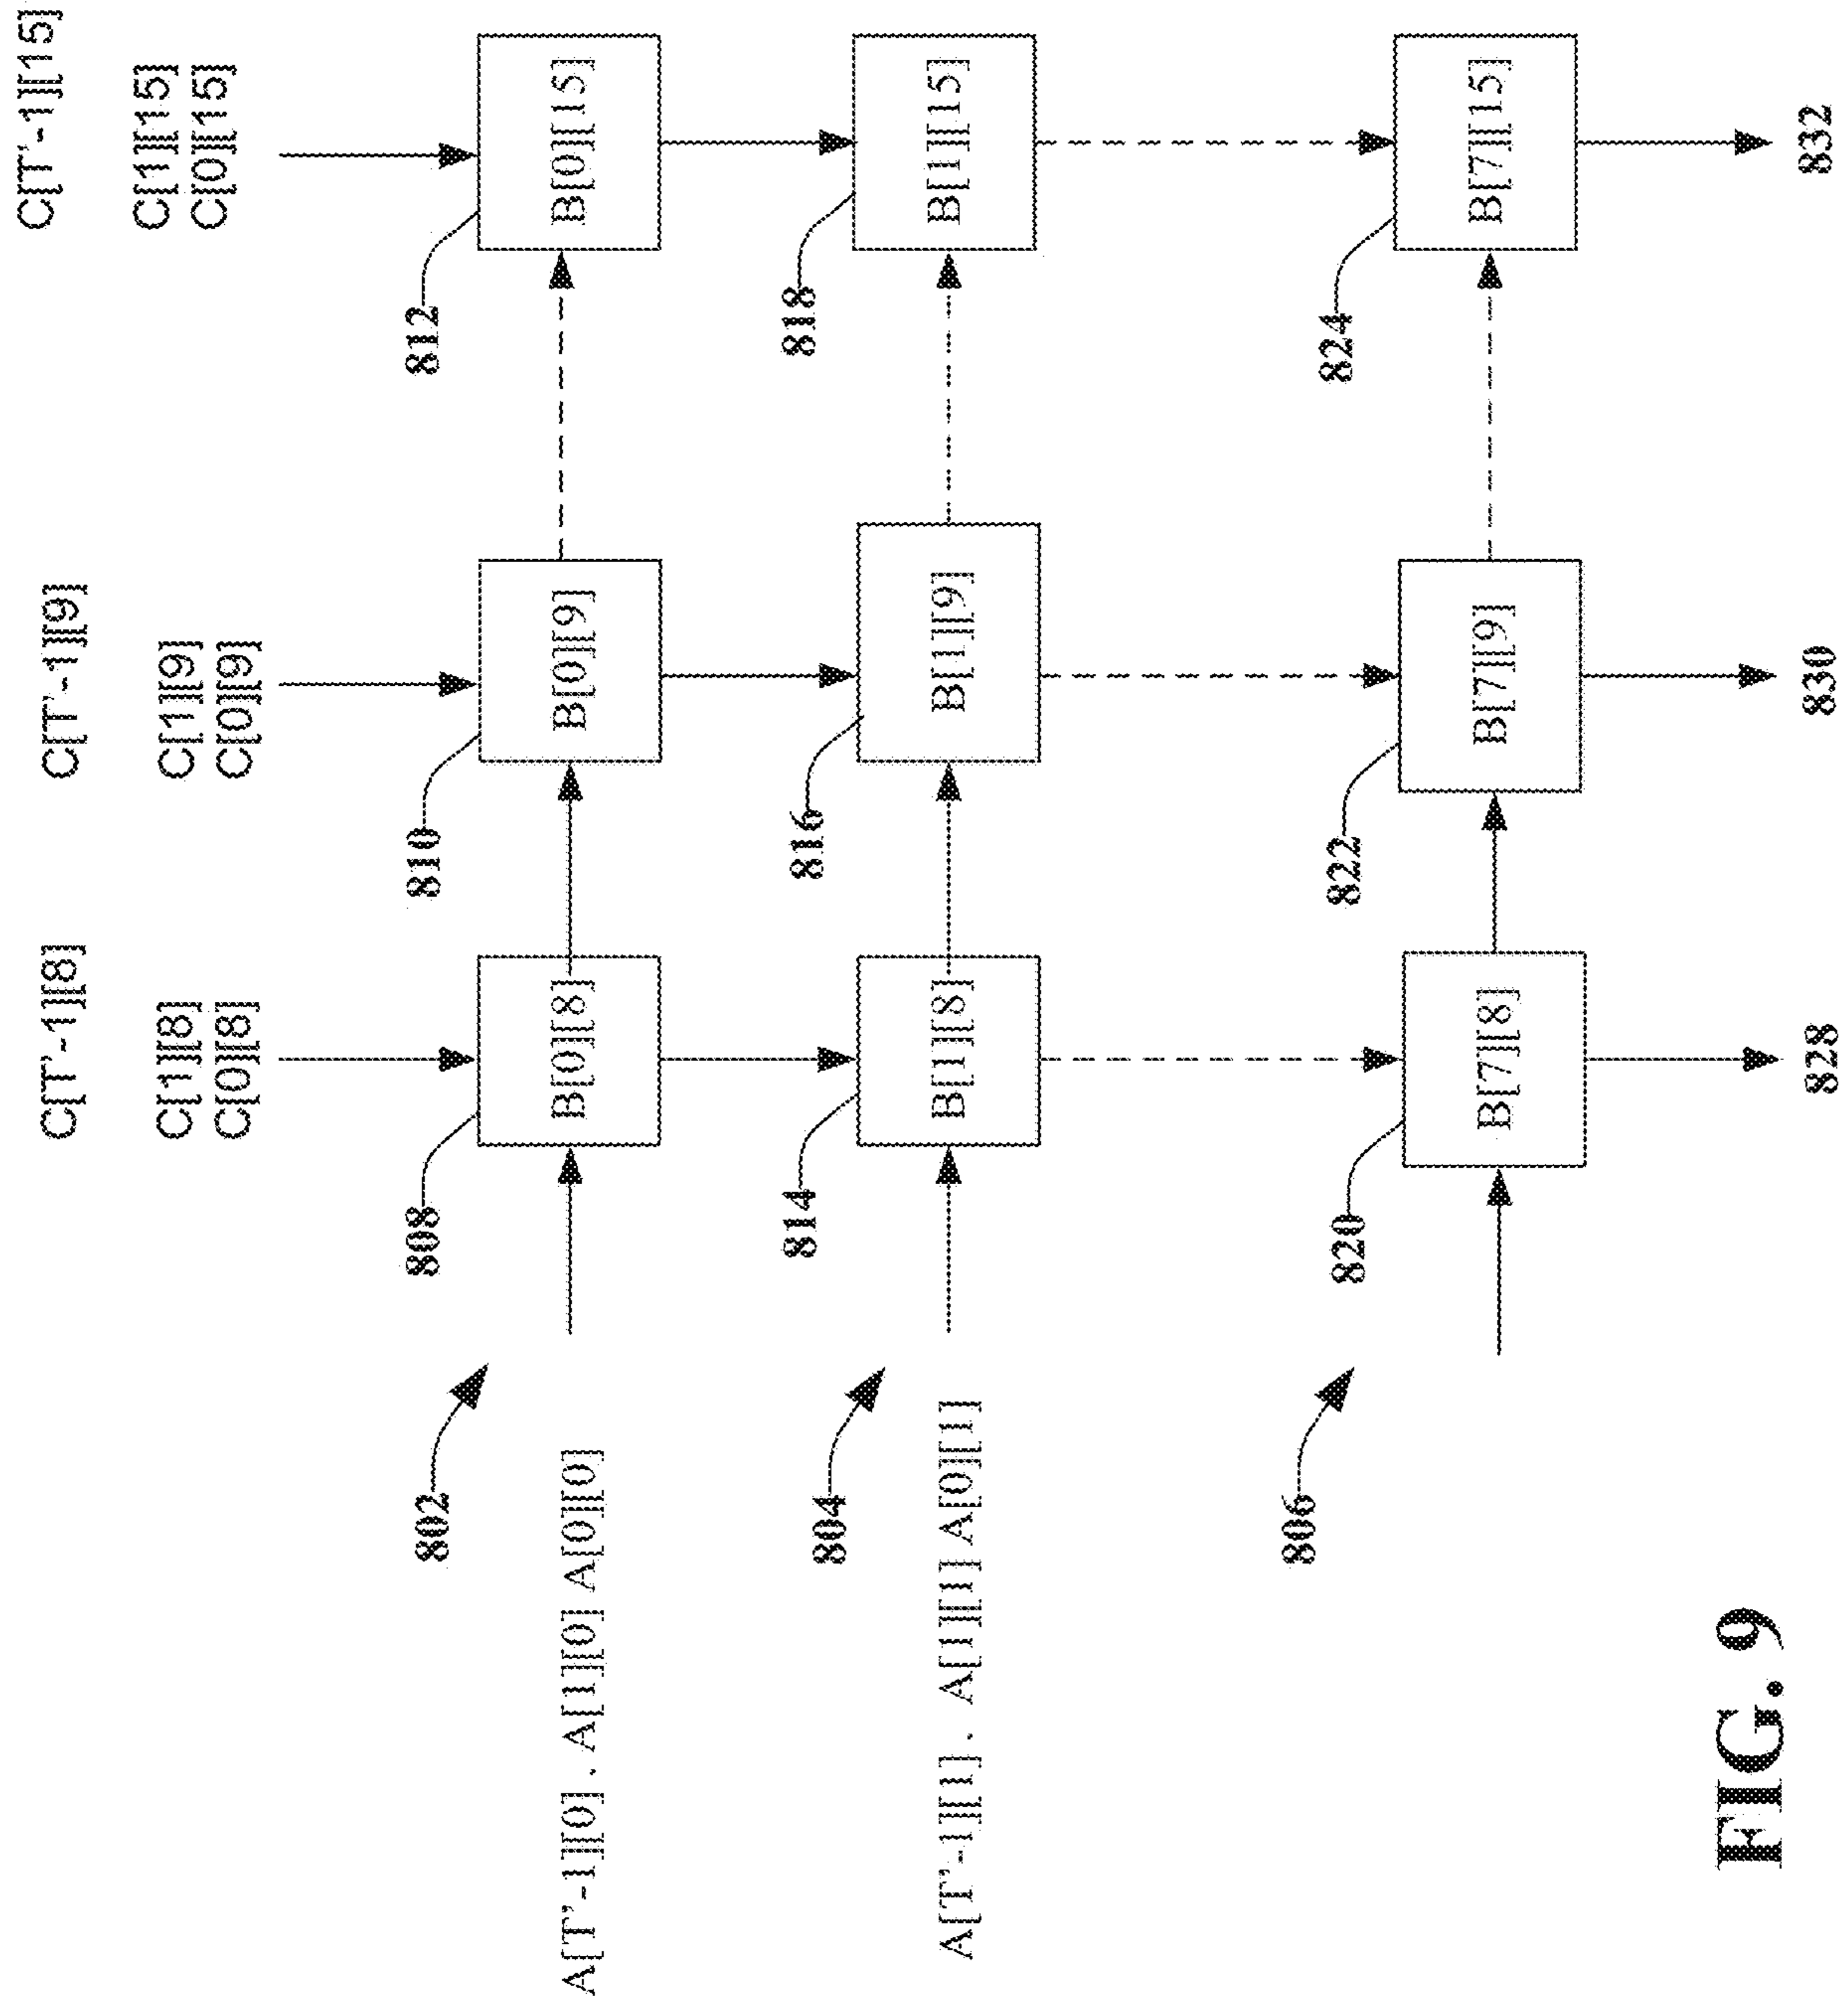 C[T'-1][8]
C[T'-1][9]
C[T'-1][15]
C[1][8]
C[0][8]
C[1][9]
C[0][9]
C[1][15]
C[0][15]
802
808
810
812
A[T'-1][0] . A[1][0] A[0][0]
B[0][8]
B[0][9]
B[0][15]
804
814
816
818
A[T'-1][1] . A[1][1] A[0][1]
B[1][8]
B[1][9]
B[1][15]
806
820
822
824
B[7][8]
B[7][9]
B[7][15]
828
830
832
FIG. 9